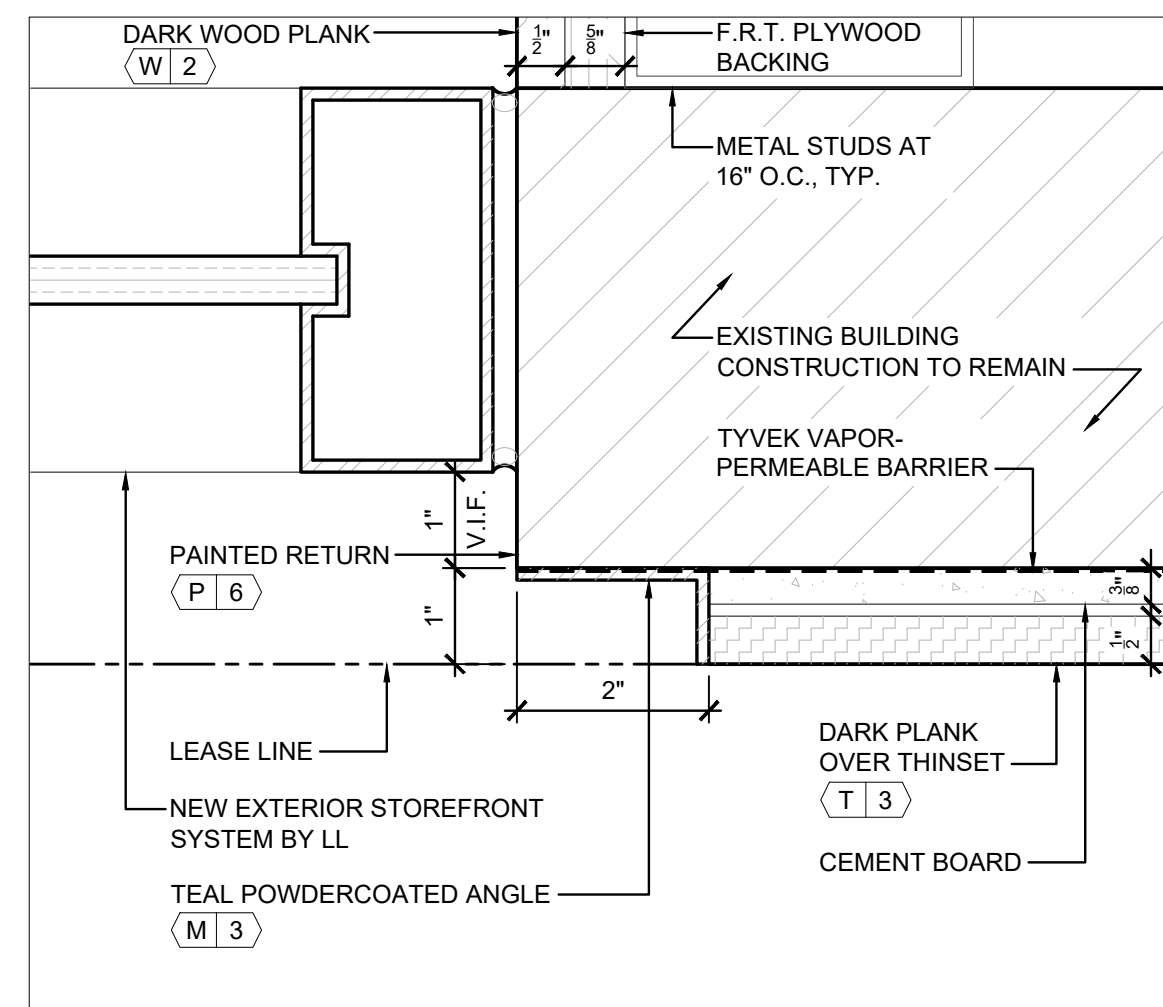 DARK WOOD PLANK
W 2
1/2"
5/8"
F.R.T. PLYWOOD
BACKING
METAL STUDS AT
16" O.C., TYP.
EXISTING BUILDING
CONSTRUCTION TO REMAIN
TYVEK VAPOR-
PERMEABLE BARRIER
1"
V.I.F.
PAINTED RETURN
P 6
1"
3/8"
1/2"
2"
LEASE LINE
DARK PLANK
OVER THINSET
T 3
NEW EXTERIOR STOREFRONT
SYSTEM BY LL
CEMENT BOARD
TEAL POWDERCOATED ANGLE
M 3